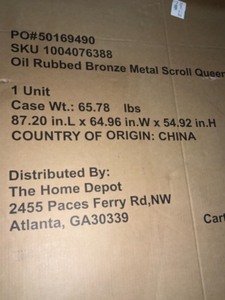 PO#50169490
SKU 1004076388
Oil Rubbed Bronze Metal Scroll Queen
1 Unit
Case Wt.: 65.78 lbs
87.20 in.L x 64.96 in.W x 54.92 in.H
COUNTRY OF ORIGIN: CHINA
Distributed By:
The Home Depot
2455 Paces Ferry Rd,NW
Atlanta, GA30339
Cart